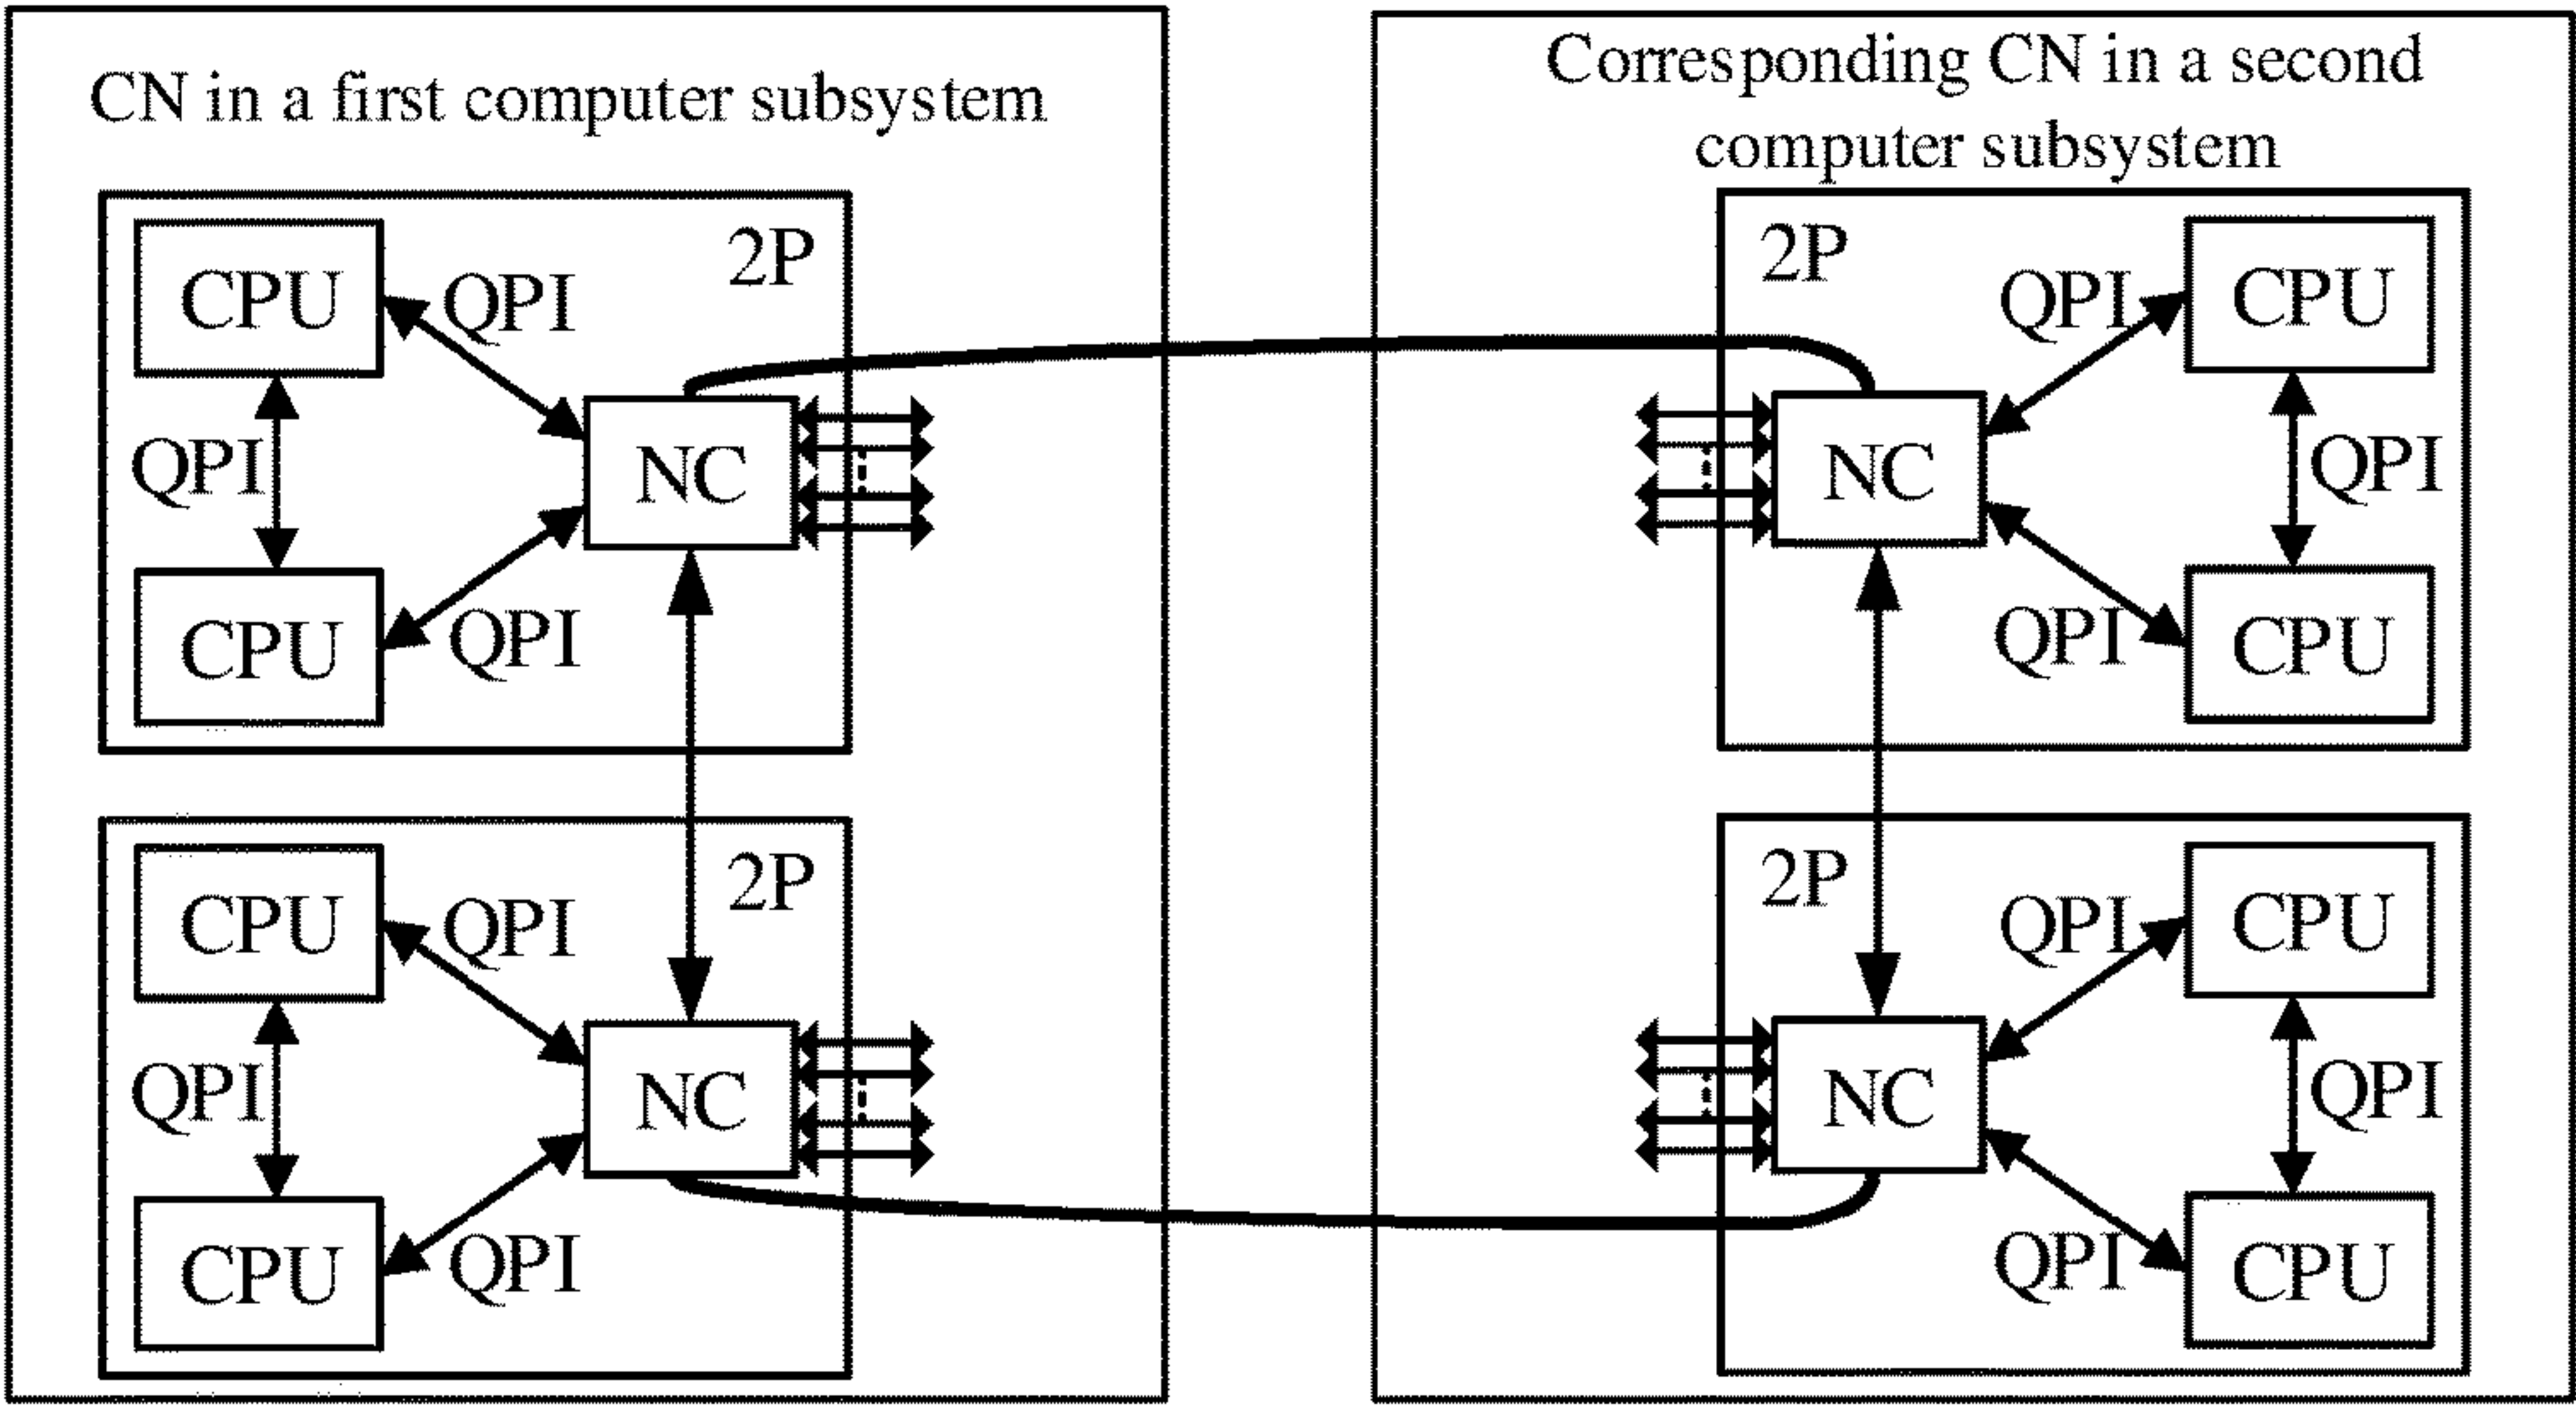 CN in a first computer subsystem
Corresponding CN in a second
computer subsystem
2P
CPU
QPI
QPI
NC
CPU
QPI
2P
QPI
CPU
NC
QPI
QPI
CPU
2P
CPU
QPI
QPI
NC
CPU
QPI
2P
QPI
CPU
NC
QPI
QPI
CPU